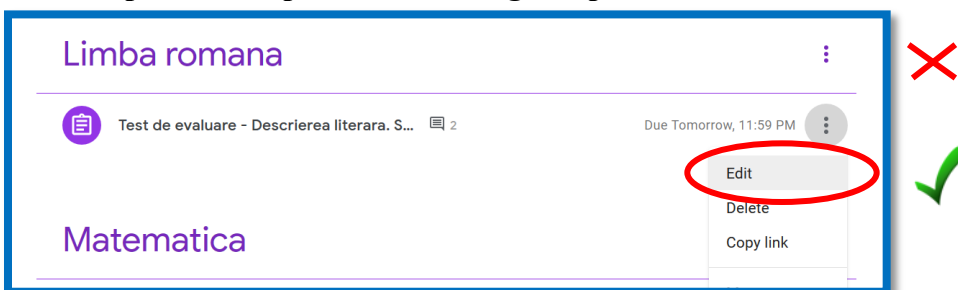 Limba romana
Test de evaluare - Descrierea literara. S... 2 Due Tomorrow, 11:59 PM
Edit
Delete
Copy link
Matematica